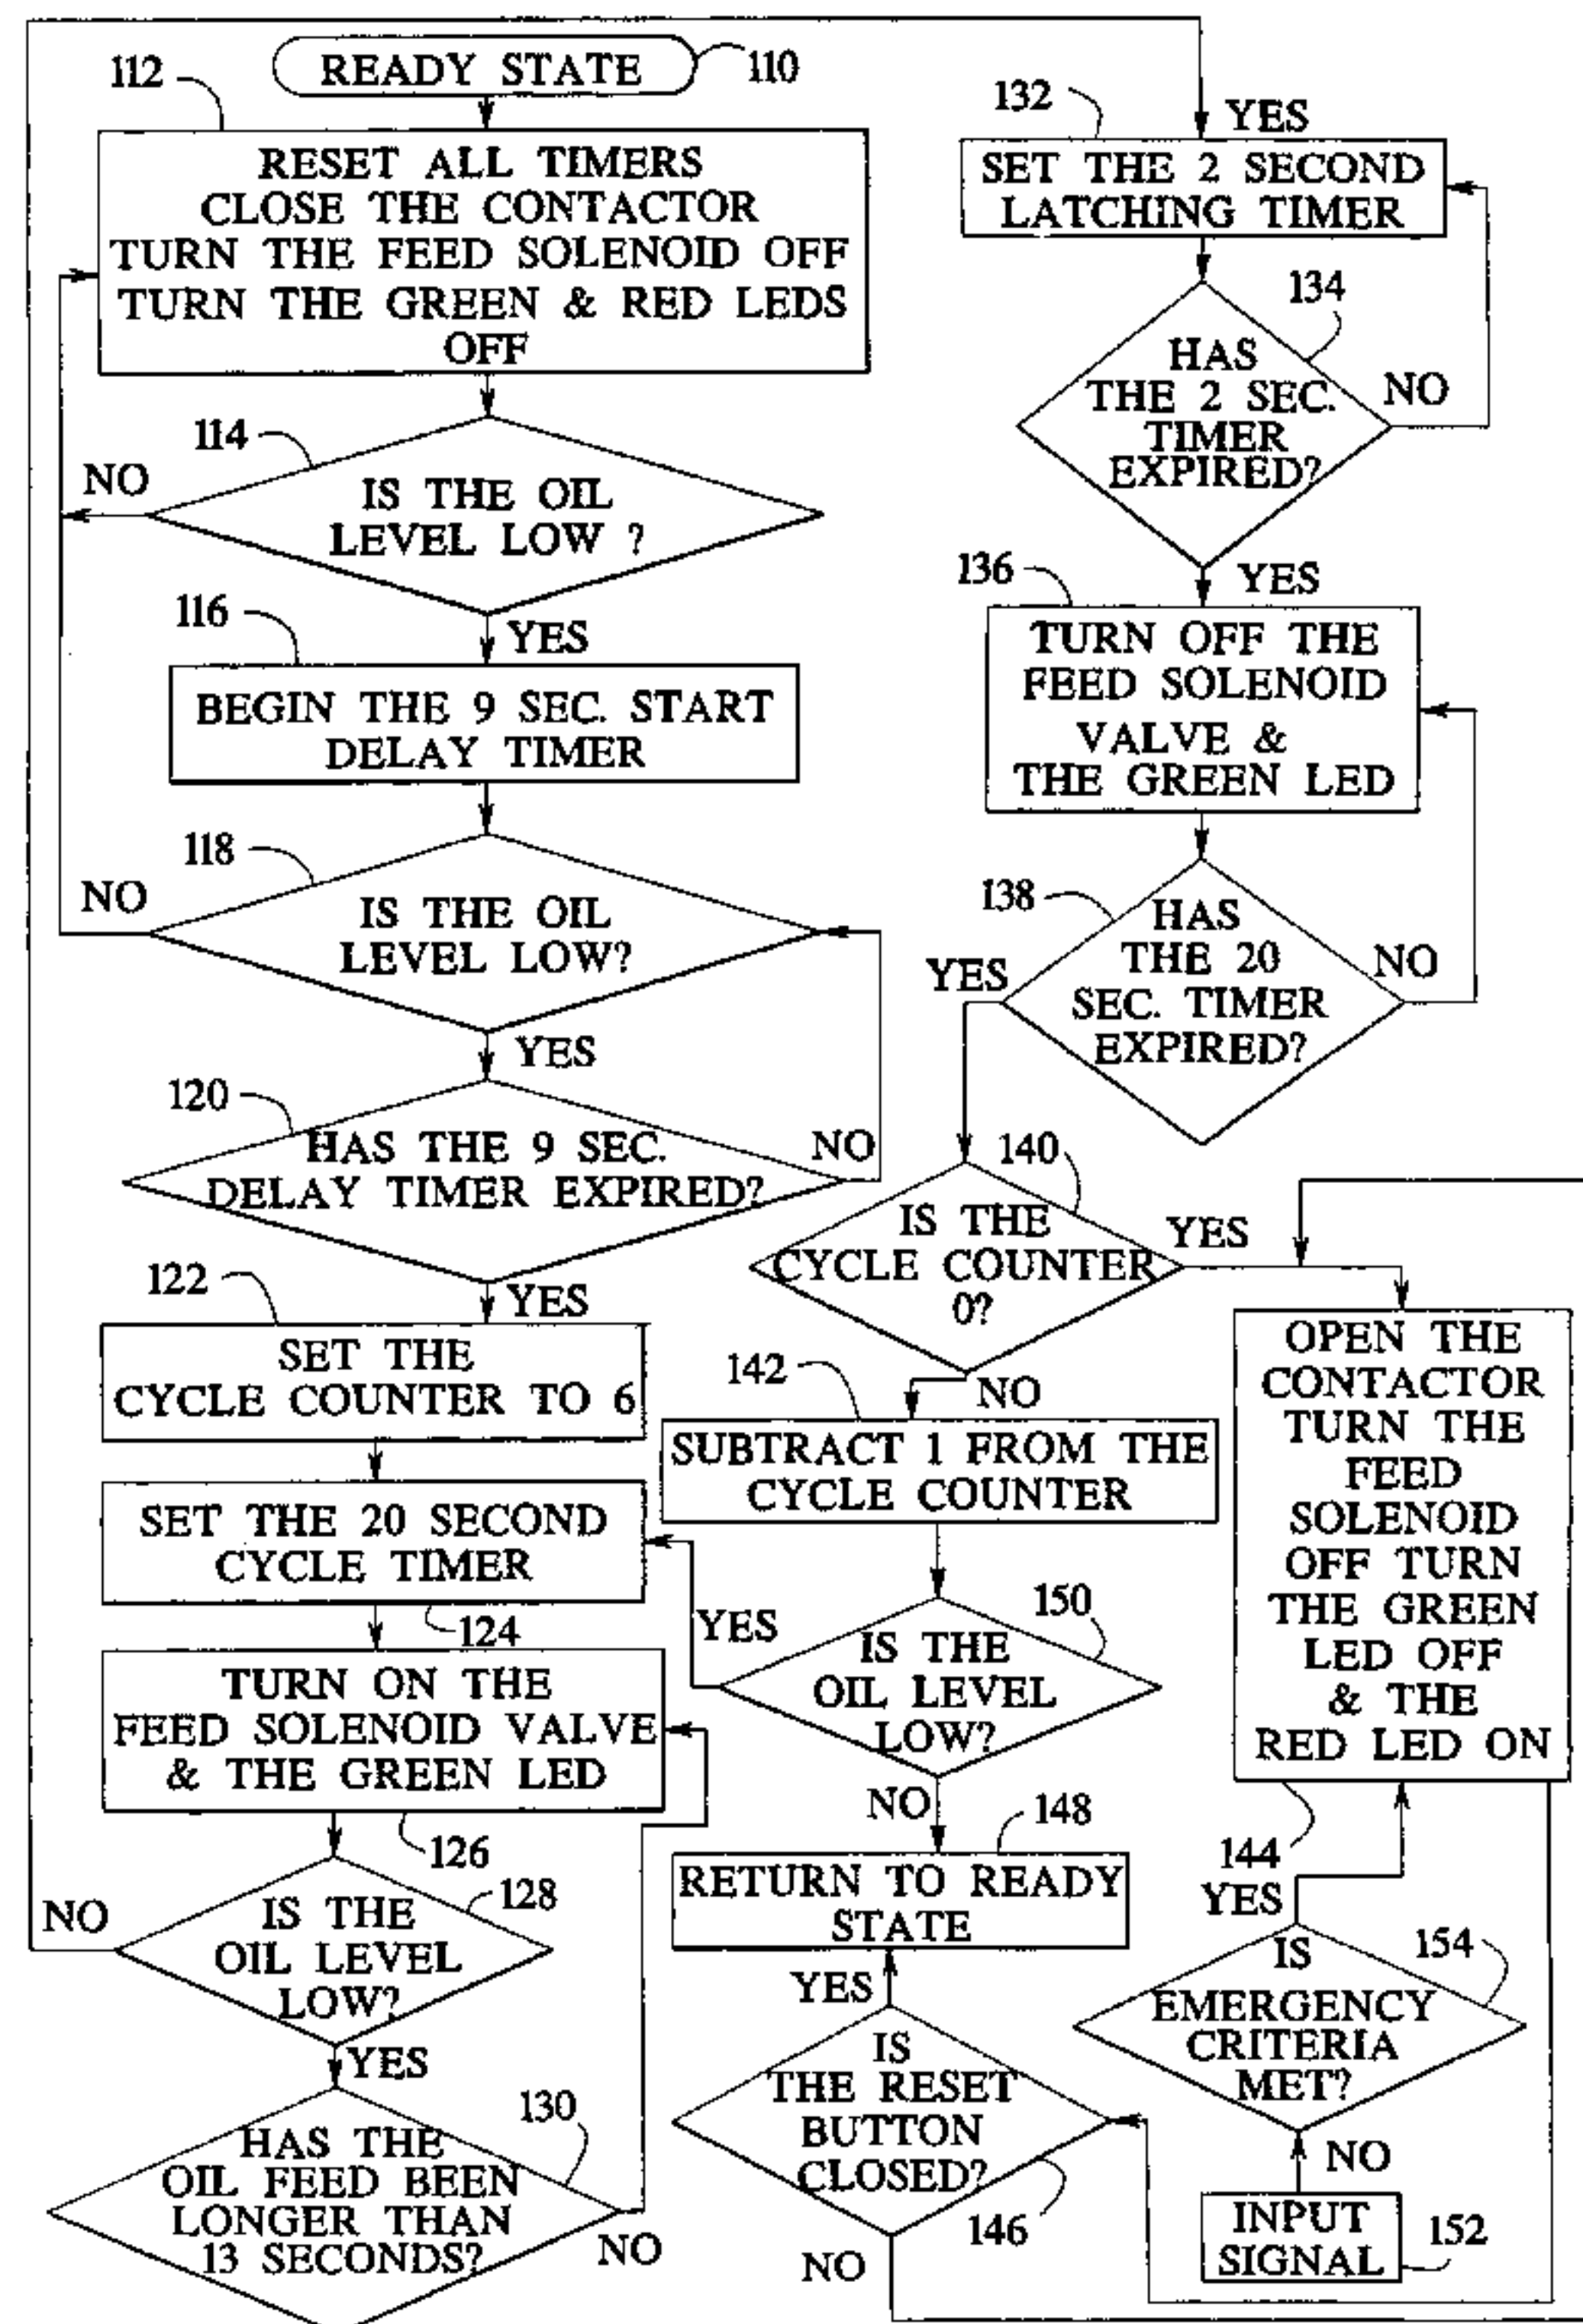 READY STATE
110
112
RESET ALL TIMERS
CLOSE THE CONTACTOR
TURN THE FEED SOLENOID OFF
TURN THE GREEN & RED LEDS
OFF
114
IS THE OIL
LEVEL LOW ?
NO
YES
116
BEGIN THE 9 SEC. START
DELAY TIMER
118
IS THE OIL
LEVEL LOW?
NO
YES
120
HAS THE 9 SEC.
DELAY TIMER EXPIRED?
NO
YES
122
SET THE
CYCLE COUNTER TO 6
SET THE 20 SECOND
CYCLE TIMER
124
TURN ON THE
FEED SOLENOID VALVE
& THE GREEN LED
126
128
IS THE
OIL LEVEL
LOW?
NO
YES
130
HAS THE
OIL FEED BEEN
LONGER THAN
13 SECONDS?
NO
132
YES
SET THE 2 SECOND
LATCHING TIMER
134
HAS
THE 2 SEC.
TIMER
EXPIRED?
NO
YES
136
TURN OFF THE
FEED SOLENOID
VALVE &
THE GREEN LED
138
HAS
THE 20
SEC. TIMER
EXPIRED?
YES
NO
140
IS THE
CYCLE COUNTER
0?
YES
NO
142
SUBTRACT 1 FROM THE
CYCLE COUNTER
150
IS THE
OIL LEVEL
LOW?
YES
NO
148
RETURN TO READY
STATE
YES
IS
THE RESET
BUTTON
CLOSED?
146
NO
OPEN THE
CONTACTOR
TURN THE
FEED
SOLENOID
OFF TURN
THE GREEN
LED OFF
& THE
RED LED ON
144
YES
154
IS
EMERGENCY
CRITERIA
MET?
NO
INPUT
SIGNAL
152